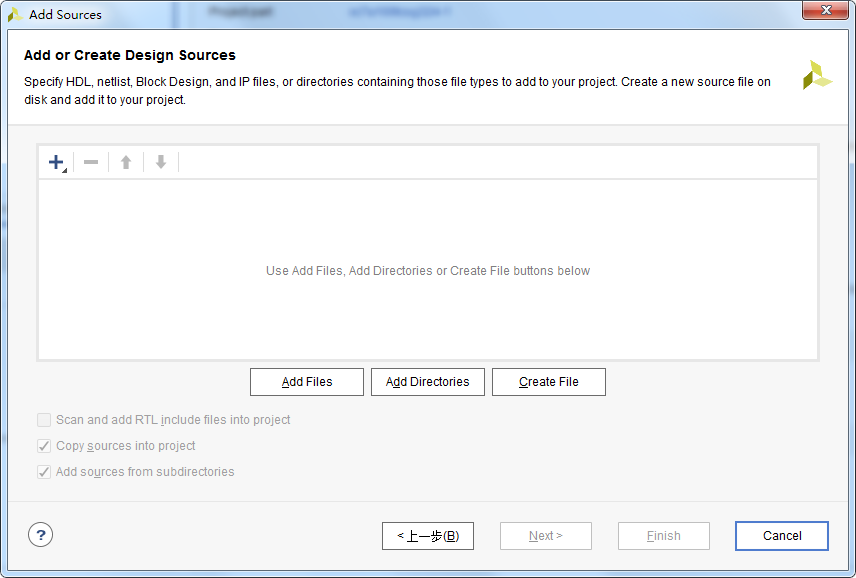 Add Sources
Project part
Add or Create Design Sources
Specify HDL, netlist, Block Design, and IP files, or directories containing those file types to add to your project. Create a new source file on
disk and add it to your project.
Use Add Files, Add Directories or Create File buttons below
Add Files
Add Directories
Create File
Scan and add RTL include files into project
Copy sources into project
Add sources from subdirectories
?
< 上一步(B)
Next >
Finish
Cancel